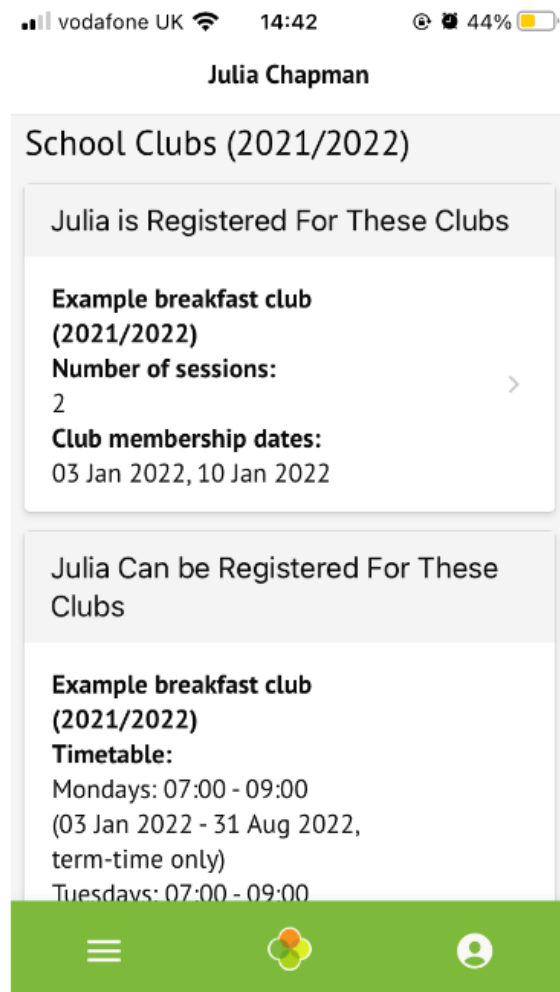 vodafone UK 14:42 44%
Julia Chapman
School Clubs (2021/2022)
Julia is Registered For These Clubs
Example breakfast club
(2021/2022)
Number of sessions:
2
Club membership dates:
03 Jan 2022, 10 Jan 2022
Julia Can be Registered For These
Clubs
Example breakfast club
(2021/2022)
Timetable:
Mondays: 07:00 - 09:00
(03 Jan 2022 - 31 Aug 2022,
term-time only)
Tuesdays: 07:00 - 09:00